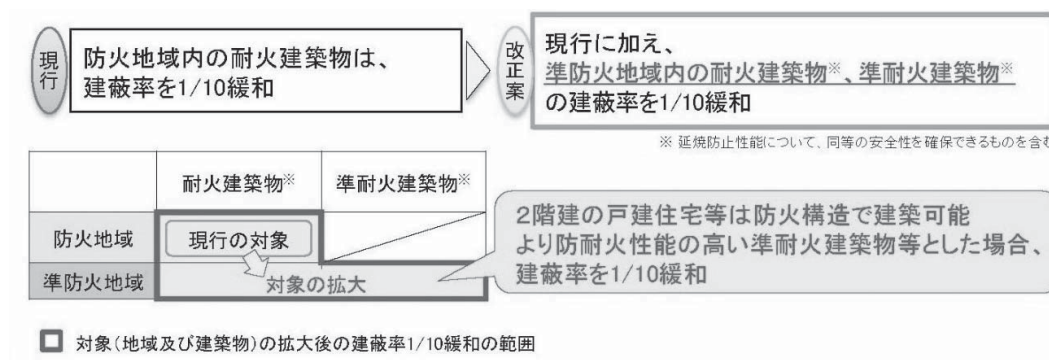 現行
防火地域内の耐火建築物は、
建蔽率を1/10緩和
改正案
現行に加え、
準防火地域内の耐火建築物※、準耐火建築物※
の建蔽率を1/10緩和
※ 延焼防止性能について、同等の安全性を確保できるものを含む
耐火建築物※
準耐火建築物※
防火地域
現行の対象
準防火地域
対象の拡大
2階建の戸建住宅等は防火構造で建築可能
より防耐火性能の高い準耐火建築物等とした場合、
建蔽率を1/10緩和
対象(地域及び建築物)の拡大後の建蔽率1/10緩和の範囲